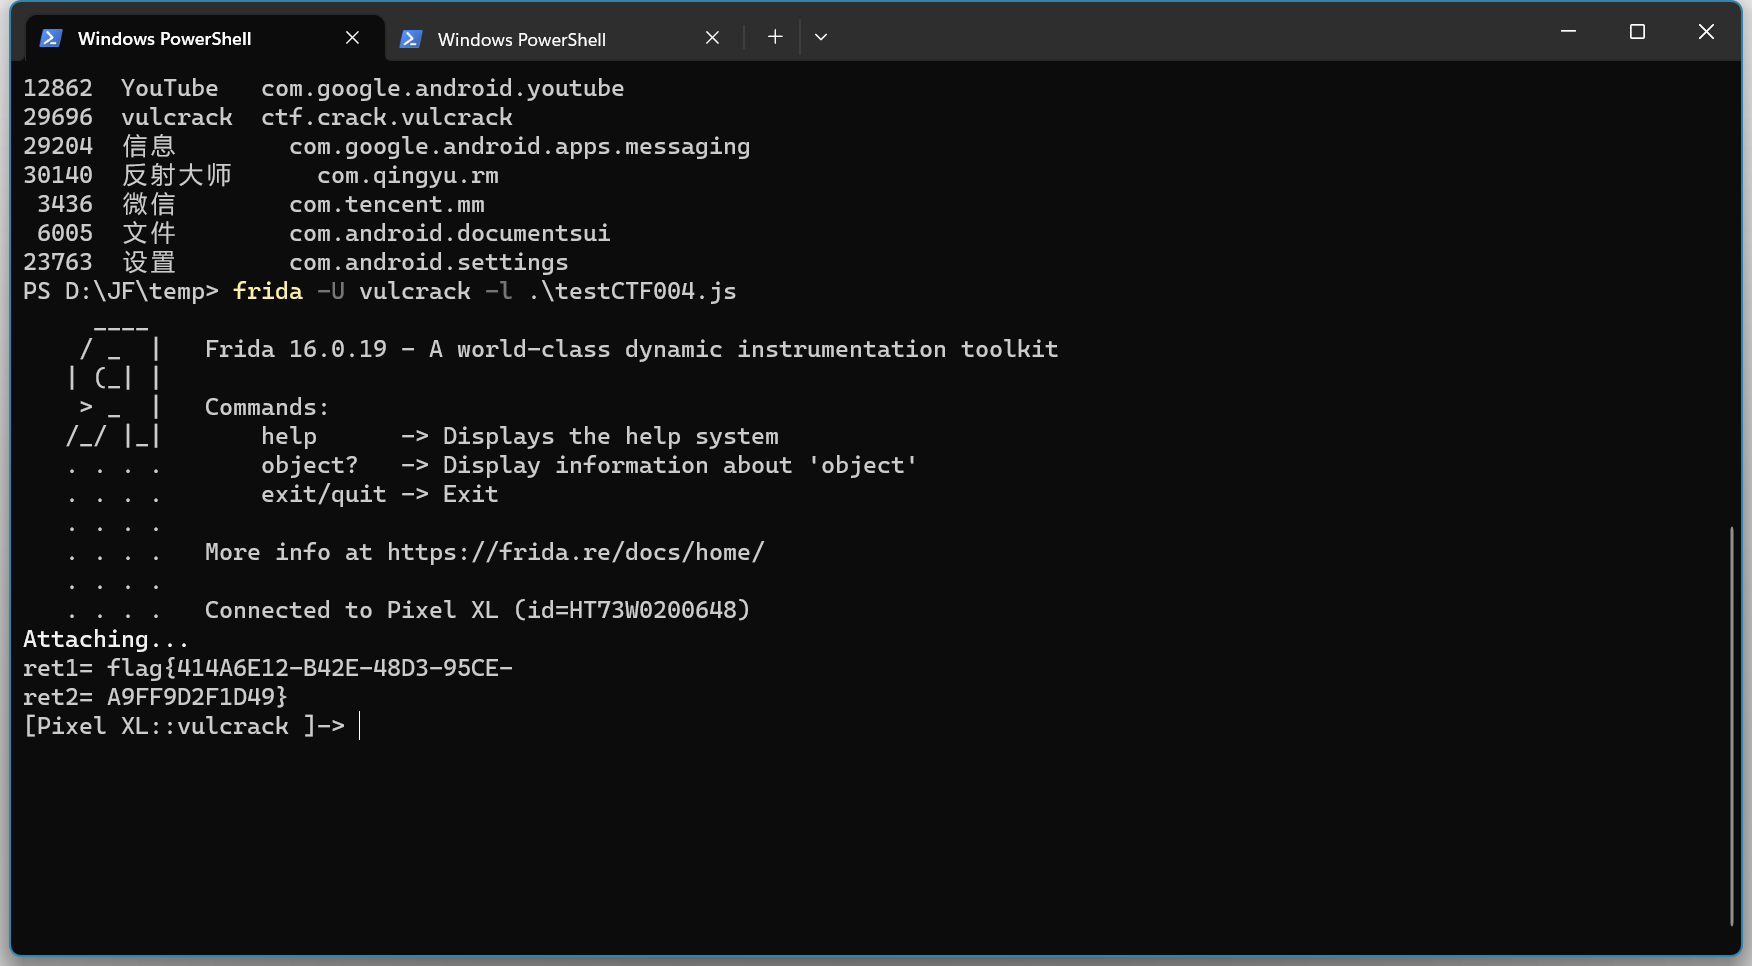 Windows PowerShell
Windows PowerShell
12862  YouTube   com.google.android.youtube
29696  vulcrack  ctf.crack.vulcrack
29204  信息        com.google.android.apps.messaging
30140  反射大师      com.qingyu.rm
 3436  微信        com.tencent.mm
 6005  文件        com.android.documentsui
23763  设置        com.android.settings
PS D:\JF\temp> frida -U vulcrack -l .\testCTF004.js
     ____
    / _  |   Frida 16.0.19 - A world-class dynamic instrumentation toolkit
   | (_| |
    > _  |   Commands:
   /_/ |_|       help      -> Displays the help system
   . . . .       object?   -> Display information about 'object'
   . . . .       exit/quit -> Exit
   . . . .
   . . . .   More info at https://frida.re/docs/home/
   . . . .
   . . . .   Connected to Pixel XL (id=HT73W0200648)
Attaching...
ret1= flag{414A6E12-B42E-48D3-95CE-
ret2= A9FF9D2F1D49}
[Pixel XL::vulcrack ]->